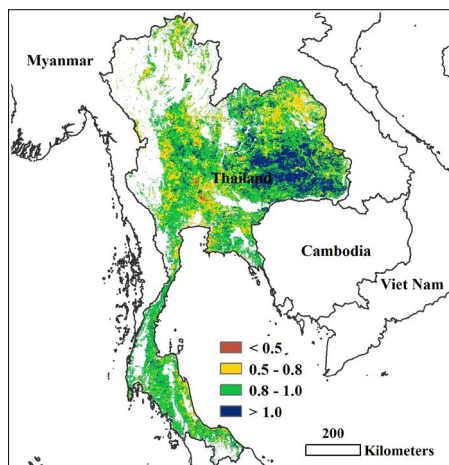 Myanmar
Thailand
Cambodia
Viet Nam
< 0.5
0.5 - 0.8
0.8 - 1.0
> 1.0
200
Kilometers